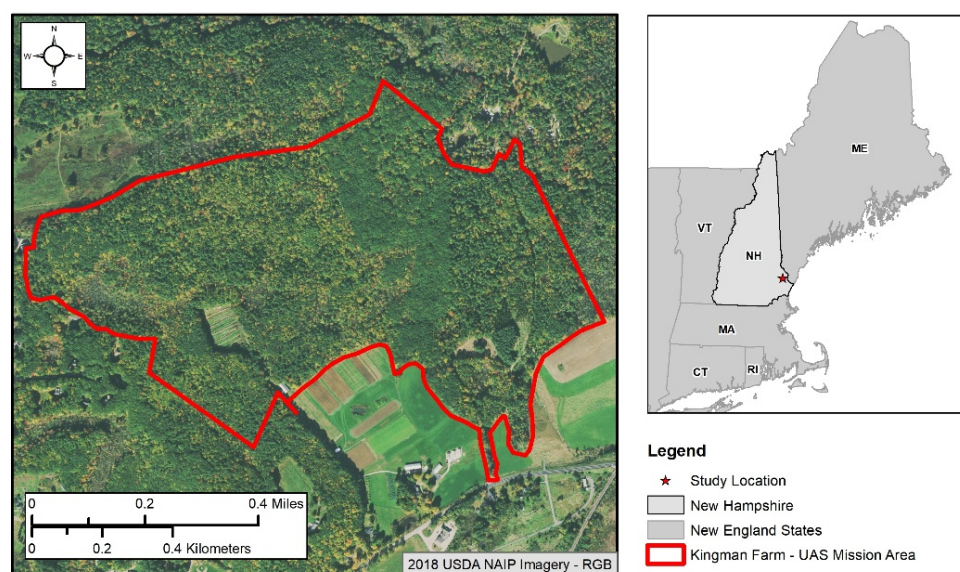 N
W E
S
0 0.2 0.4 Miles
0 0.2 0.4 Kilometers
2018 USDA NAIP Imagery - RGB
ME
VT
NH
MA
CT RI
Legend
Study Location
New Hampshire
New England States
Kingman Farm - UAS Mission Area